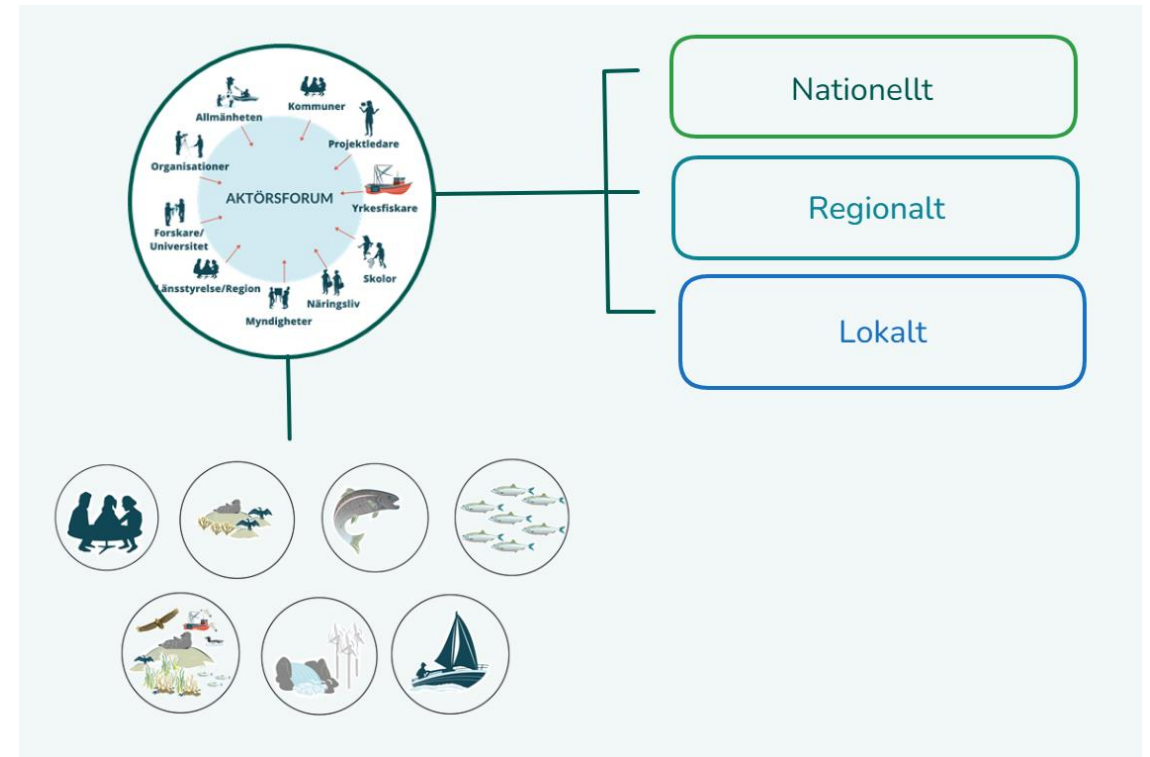 Allmänheten
Kommuner
Projektledare
Organisationer
AKTÖRSFORUM
Yrkesfiskare
Forskare/
Universitet
Skolor
Länsstyrelse/Region
Näringsliv
Myndigheter
Nationellt
Regionalt
Lokalt